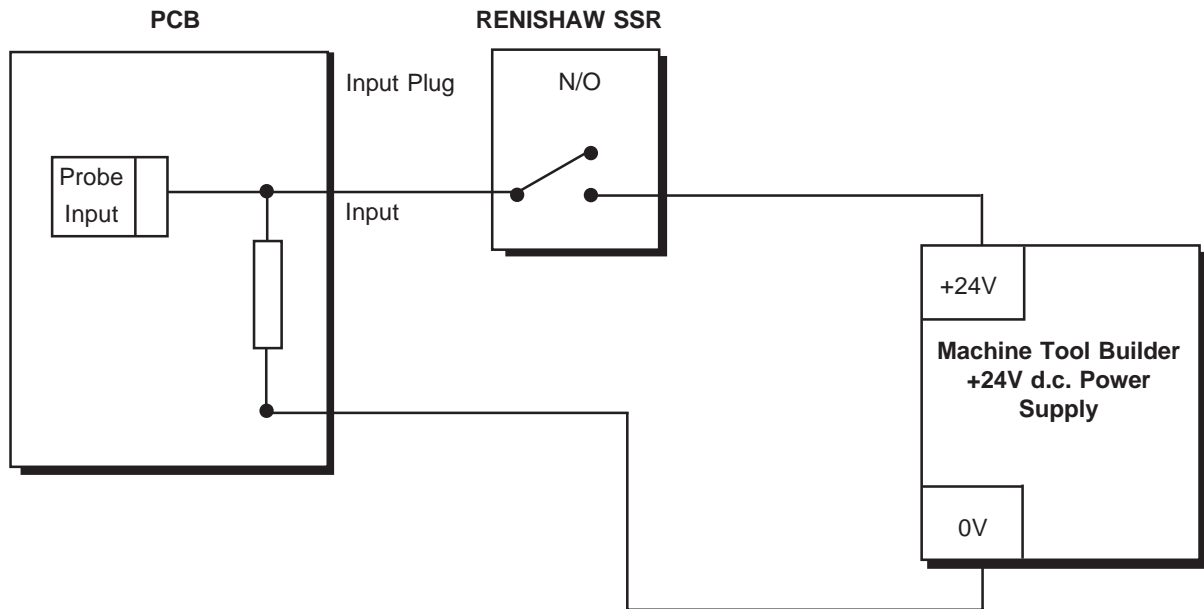 PCB
RENISHAW SSR
Input Plug
N/O
Probe
Input
Input
+24V
Machine Tool Builder
+24V d.c. Power
Supply
0V